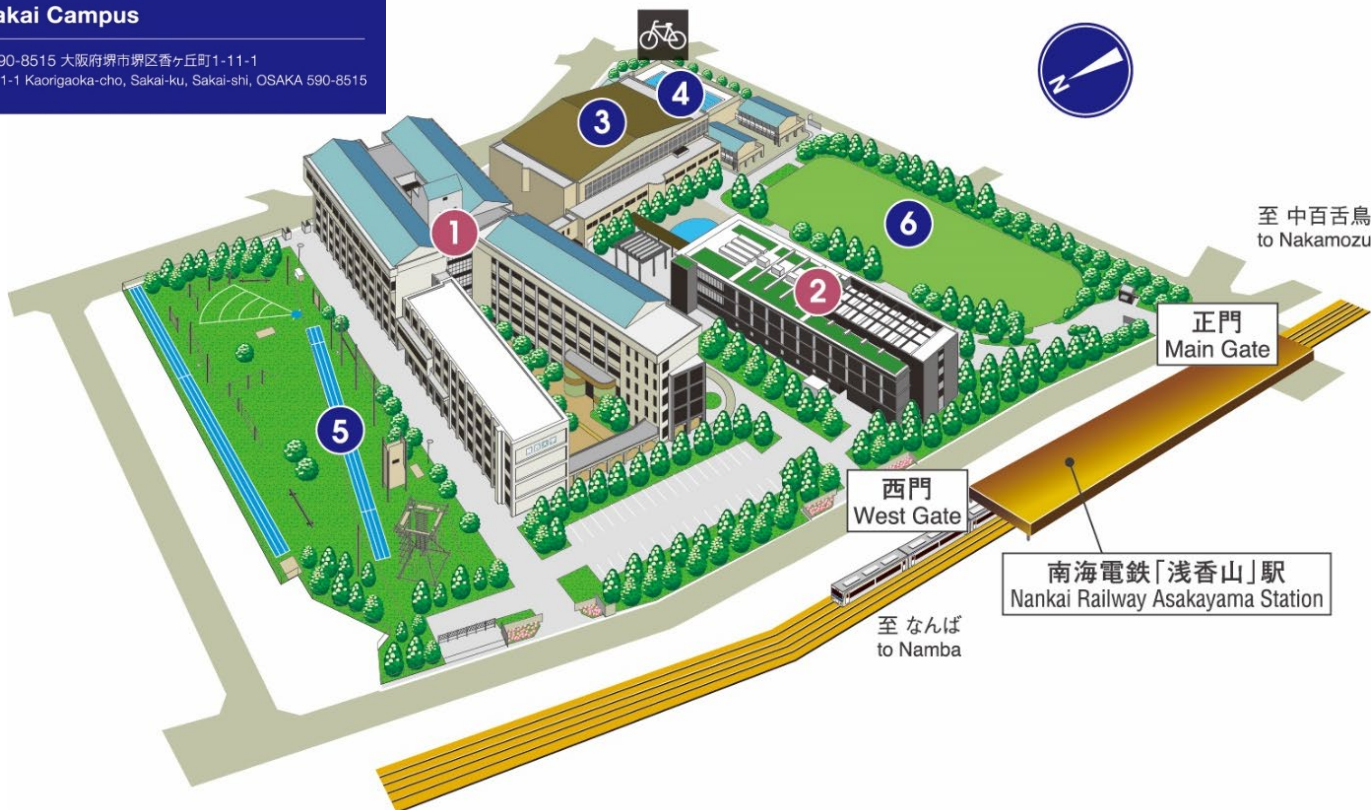 akai Campus
90-8515 大阪府堺市堺区香ヶ丘町1-11-1
1-1 Kaorigaoka-cho, Sakai-ku, Sakai-shi, OSAKA 590-8515
4
3
N
1
6
至 中百舌鳥
to Nakamozu
2
正門
Main Gate
5
西門
West Gate
南海電鉄「浅香山」駅
Nankai Railway Asakayama Station
至 なんば
to Namba